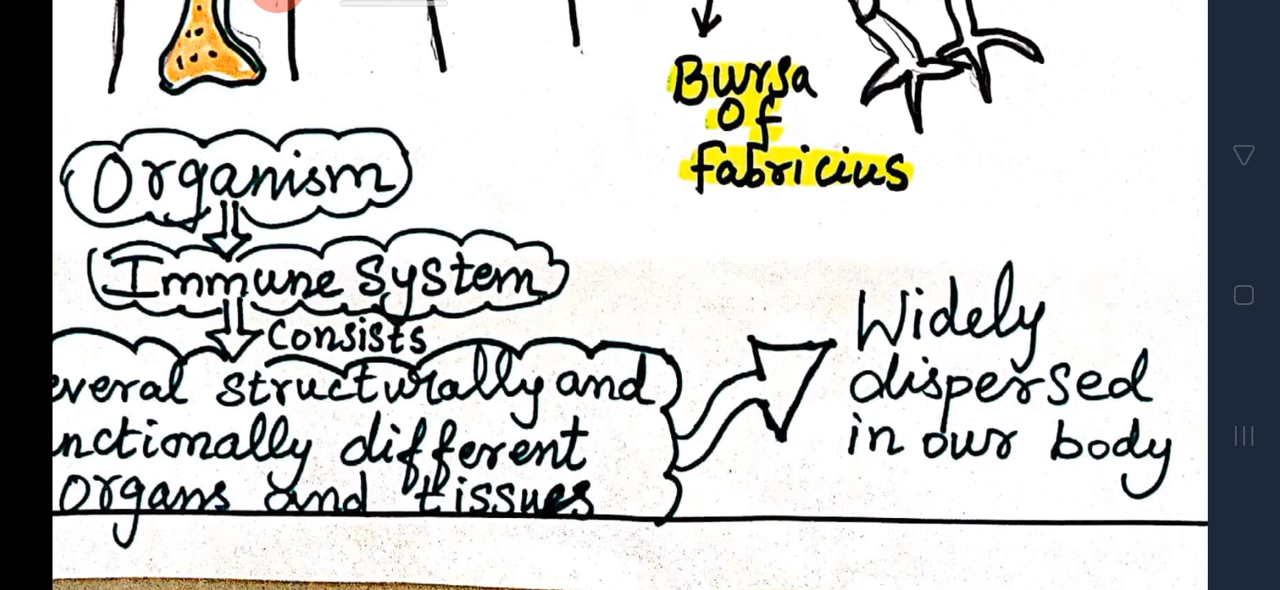 Bursa
Of
fabricius
Organism
Immune System
Consists
everal structurally and
nctionally different
organs and tissues
Widely
dispersed
in our body